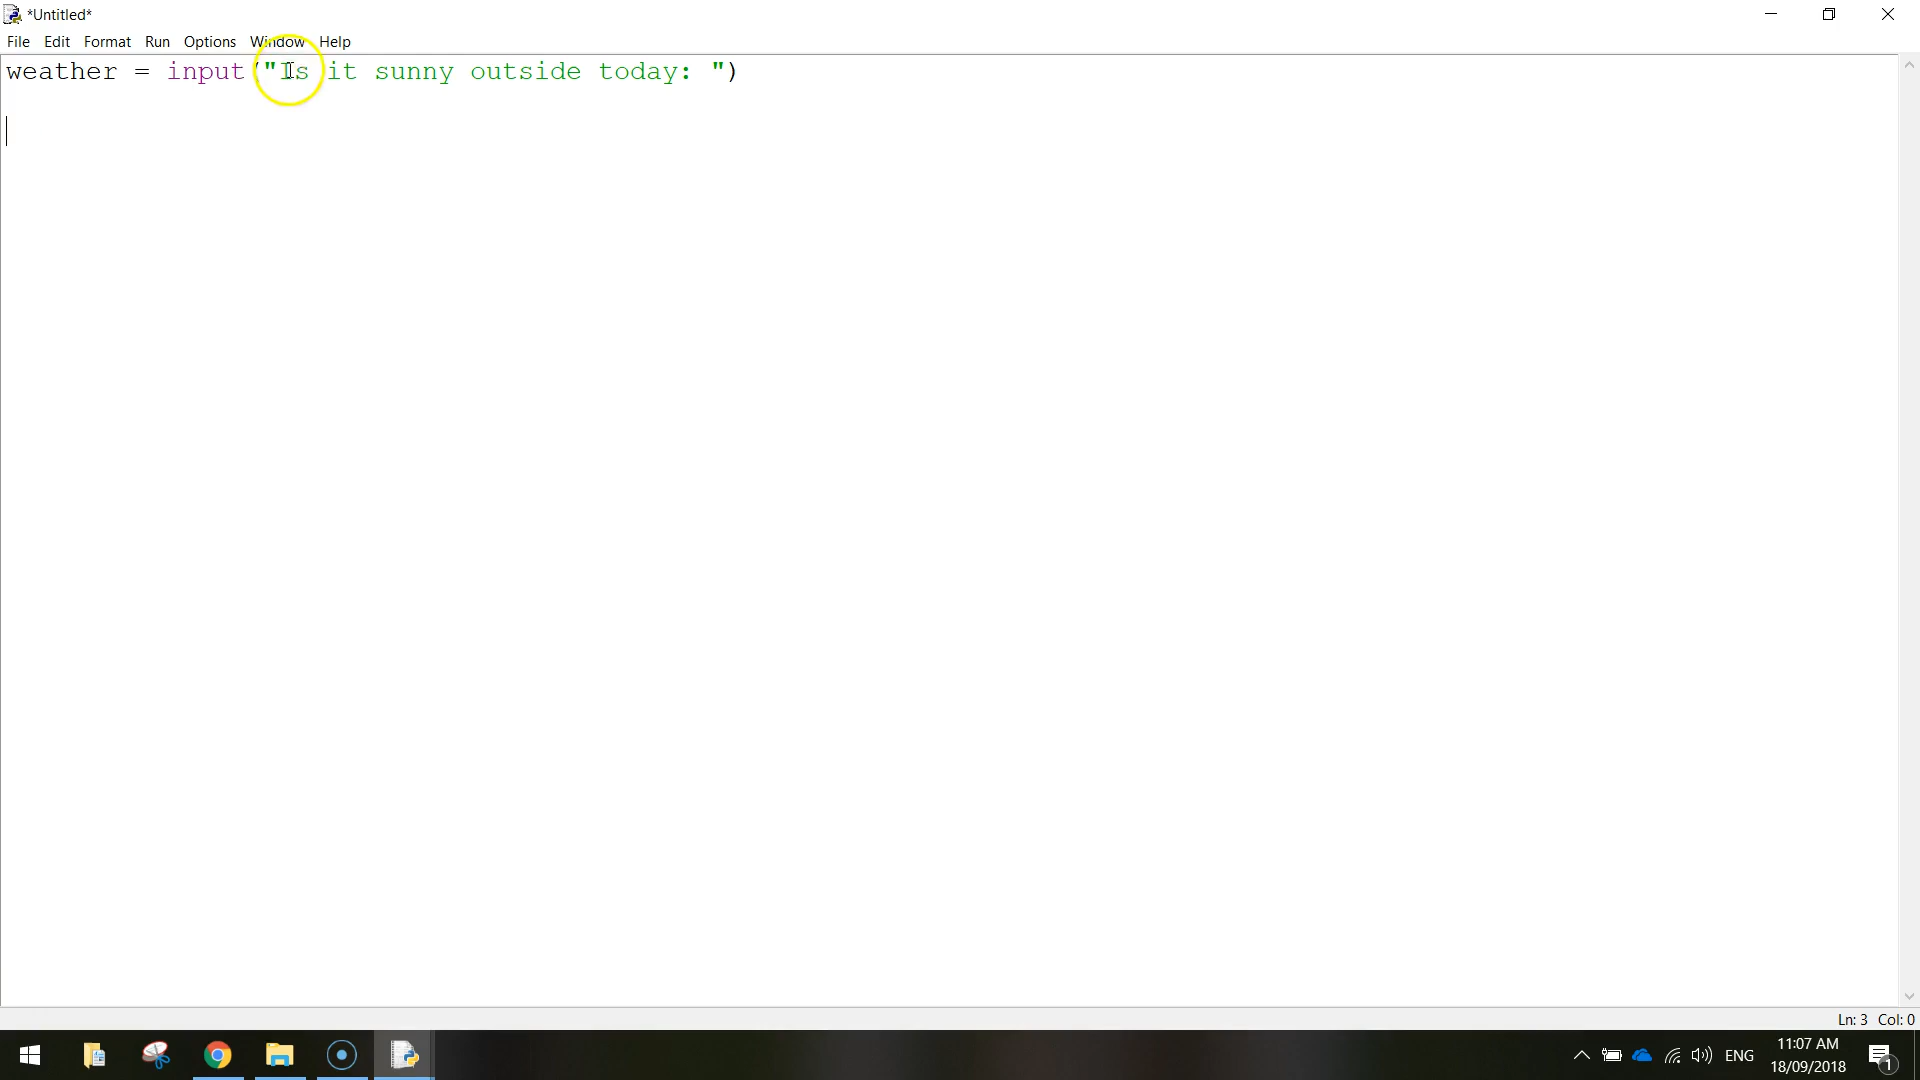 *Untitled*
File Edit Format Run Options Window Help
weather = input("Is it sunny outside today: ")
Ln: 3 Col: 0
ENG
11:07 AM
18/09/2018
1